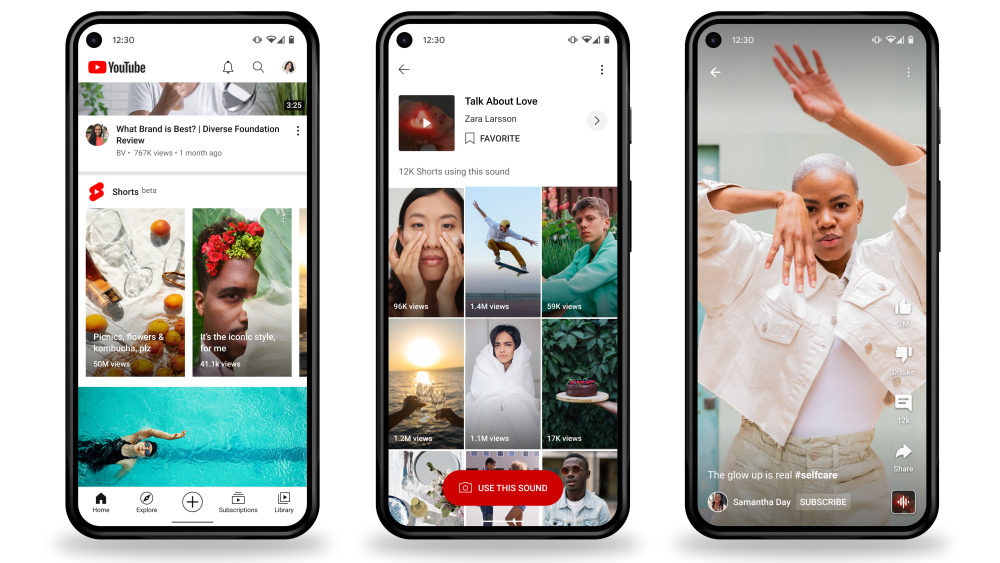 12:30
YouTube
3:25
What Brand is Best? | Diverse Foundation
Review
BV • 767K views • 1 month ago
Shorts beta
Picnics, flowers &
kombucha, plz
50M views
It's the iconic style,
for me
41.1k views
Home
Explore
Subscriptions
Library
12:30
Talk About Love
Zara Larsson
FAVORITE
12K Shorts using this sound
96K views
1.4M views
59K views
1.2M views
1.1M views
17K views
USE THIS SOUND
12:30
2M
Dislike
12k
Share
The glow up is real #selfcare
Samantha Day
SUBSCRIBE